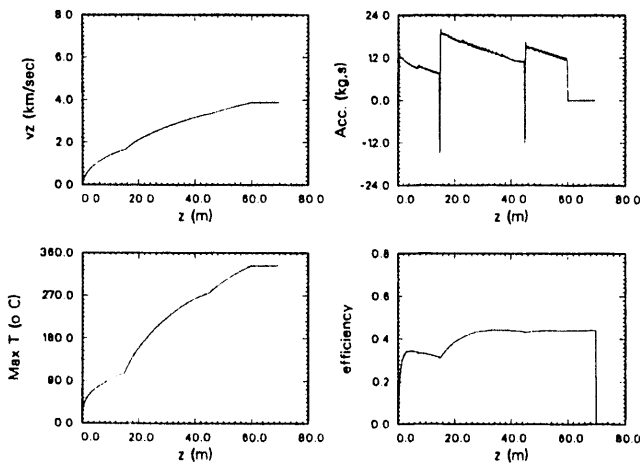 8.0
6.0
4.0
2.0
0.0
vz (km/sec)
0.0 20.0 40.0 60.0 80.0
z (m)
24.0
12.0
0.0
-12.0
-24.0
Acc. (kg,s)
0.0 20.0 40.0 60.0 80.0
z (m)
360.0
270.0
180.0
90.0
0.0
Max T (o C)
0.0 20.0 40.0 60.0 80.0
z (m)
0.8
0.6
0.4
0.2
0.0
efficiency
0.0 20.0 40.0 60.0 80.0
z (m)